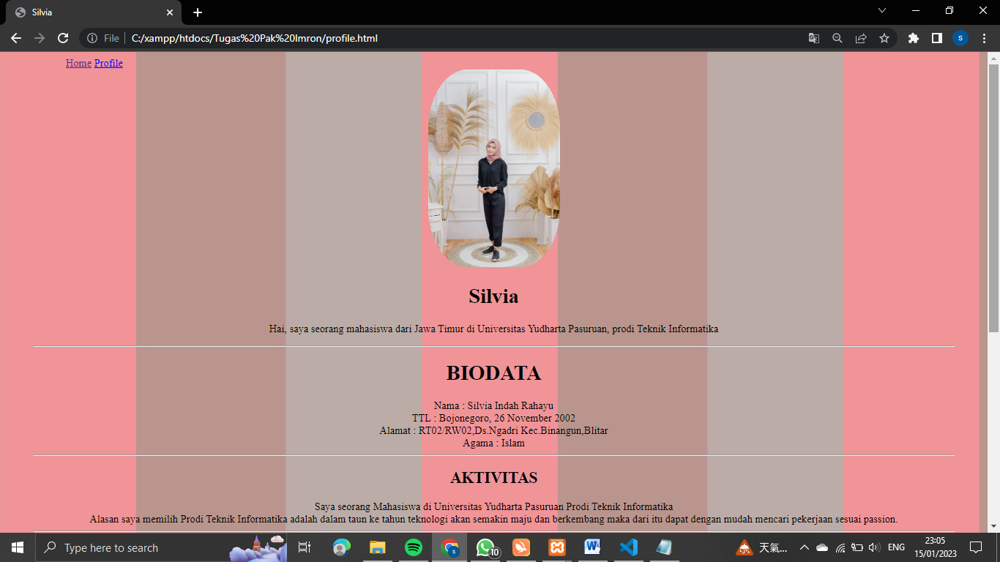 Silvia
File C:/xampp/htdocs/Tugas%20Pak%20Imron/profile.html
S
Home Profile
Silvia
Hai, saya seorang mahasiswa dari Jawa Timur di Universitas Yudharta Pasuruan, prodi Teknik Informatika
BIODATA
Nama : Silvia Indah Rahayu
TTL : Bojonegoro, 26 November 2002
Alamat : RT02/RW02,Ds.Ngadri Kec.Binangun,Blitar
Agama : Islam
AKTIVITAS
Saya seorang Mahasiswa di Universitas Yudharta Pasuruan Prodi Teknik Informatika
Alasan saya memilih Prodi Teknik Informatika adalah dalam taun ke tahun teknologi akan semakin maju dan berkembang maka dari itu dapat dengan mudah mencari pekerjaan sesuai passion.
Type here to search
S
10
天氣...
ENG
23:05
15/01/2023